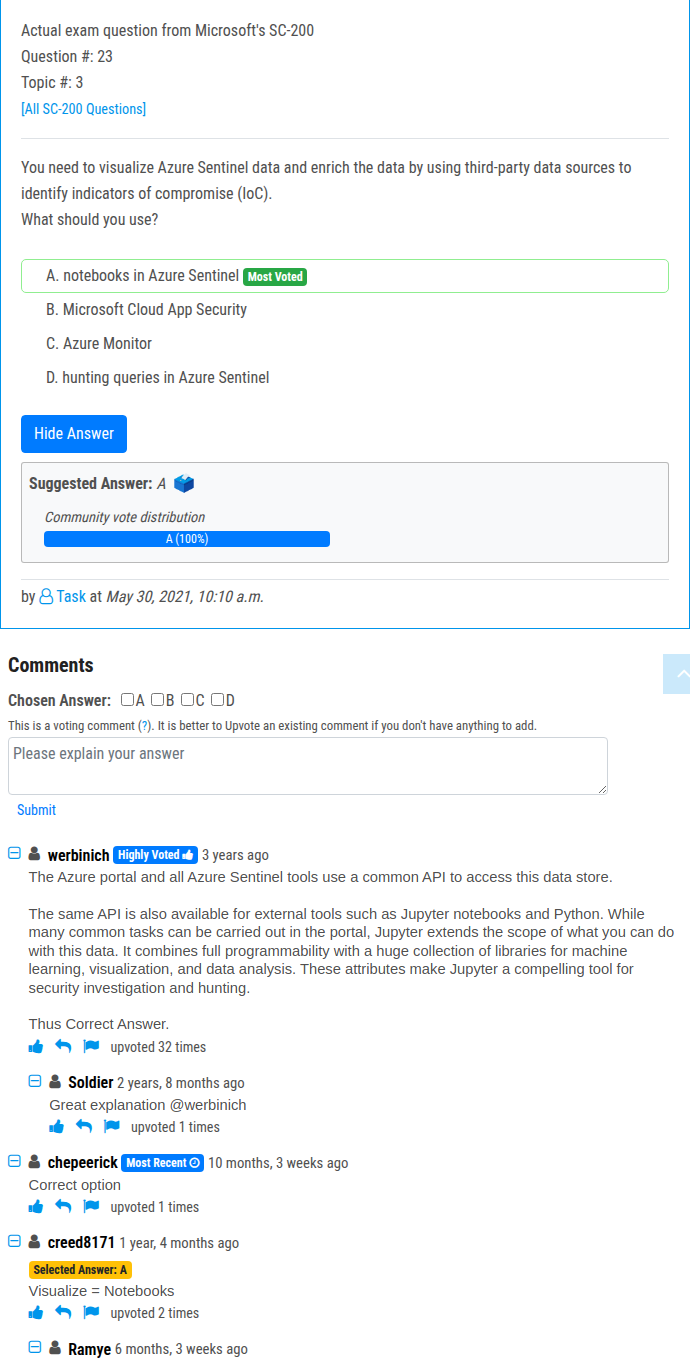 Actual exam question from Microsoft's SC-200
Question #: 23
Topic #: 3
[All SC-200 Questions]
You need to visualize Azure Sentinel data and enrich the data by using third-party data sources to
identify indicators of compromise (IoC).
What should you use?
A. notebooks in Azure Sentinel Most Voted
B. Microsoft Cloud App Security
C. Azure Monitor
D. hunting queries in Azure Sentinel
Hide Answer
Suggested Answer: A
Community vote distribution
A (100%)
by Task at May 30, 2021, 10:10 a.m.
Comments
Chosen Answer: A B C D
This is a voting comment (?). It is better to Upvote an existing comment if you don't have anything to add.
Please explain your answer
Submit
werbinich Highly Voted 3 years ago
The Azure portal and all Azure Sentinel tools use a common API to access this data store.
The same API is also available for external tools such as Jupyter notebooks and Python. While
many common tasks can be carried out in the portal, Jupyter extends the scope of what you can do
with this data. It combines full programmability with a huge collection of libraries for machine
learning, visualization, and data analysis. These attributes make Jupyter a compelling tool for
security investigation and hunting.
Thus Correct Answer.
upvoted 32 times
Soldier 2 years, 8 months ago
Great explanation @werbinich
upvoted 1 times
chepeerick Most Recent 10 months, 3 weeks ago
Correct option
upvoted 1 times
creed8171 1 year, 4 months ago
Selected Answer: A
Visualize = Notebooks
upvoted 2 times
Ramye 6 months, 3 weeks ago